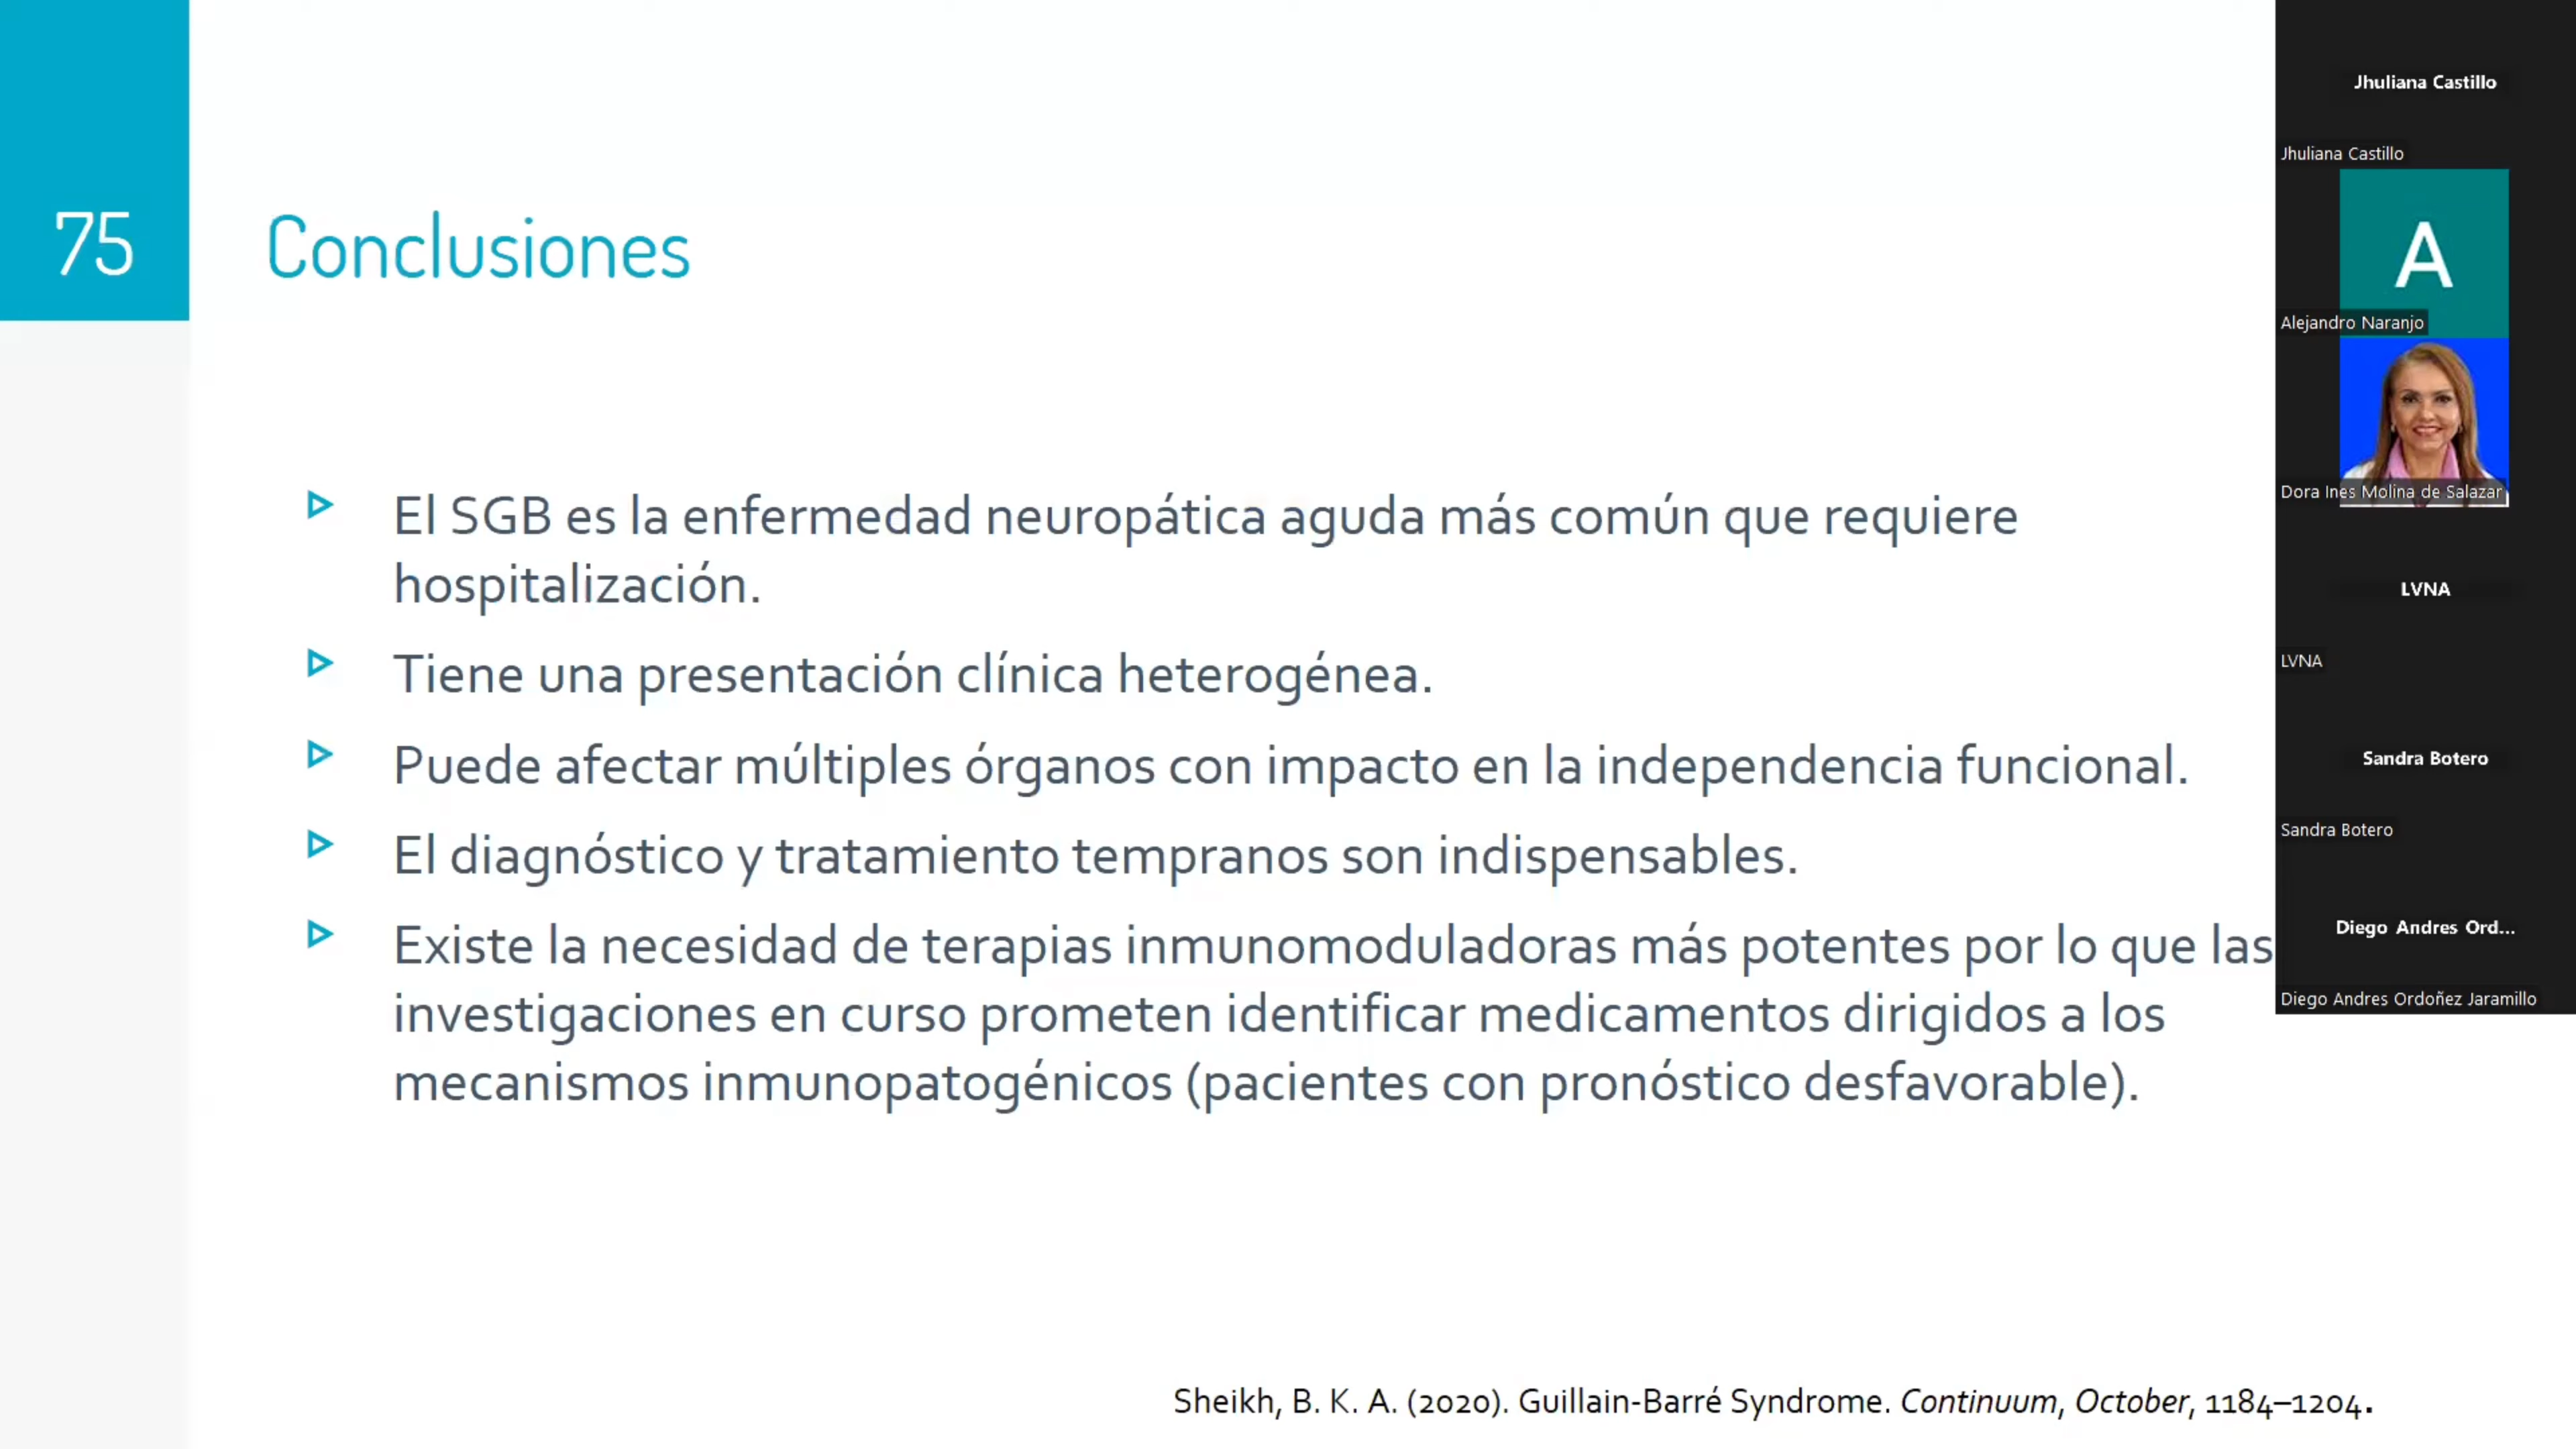 75
Conclusiones
El SGB es la enfermedad neuropática aguda más común que requiere
hospitalización.
Tiene una presentación clínica heterogénea.
Puede afectar múltiples órganos con impacto en la independencia funcional.
El diagnóstico y tratamiento tempranos son indispensables.
Existe la necesidad de terapias inmunomoduladoras más potentes por lo que las
investigaciones en curso prometen identificar medicamentos dirigidos a los
mecanismos inmunopatogénicos (pacientes con pronóstico desfavorable).
Sheikh, B. K. A. (2020). Guillain-Barré Syndrome. Continuum, October, 1184–1204.
Jhuliana Castillo
Jhuliana Castillo
A
Alejandro Naranjo
Dora Ines Molina de Salazar
LVNA
LVNA
Sandra Botero
Sandra Botero
Diego Andres Ord...
Diego Andres Ordoñez Jaramillo